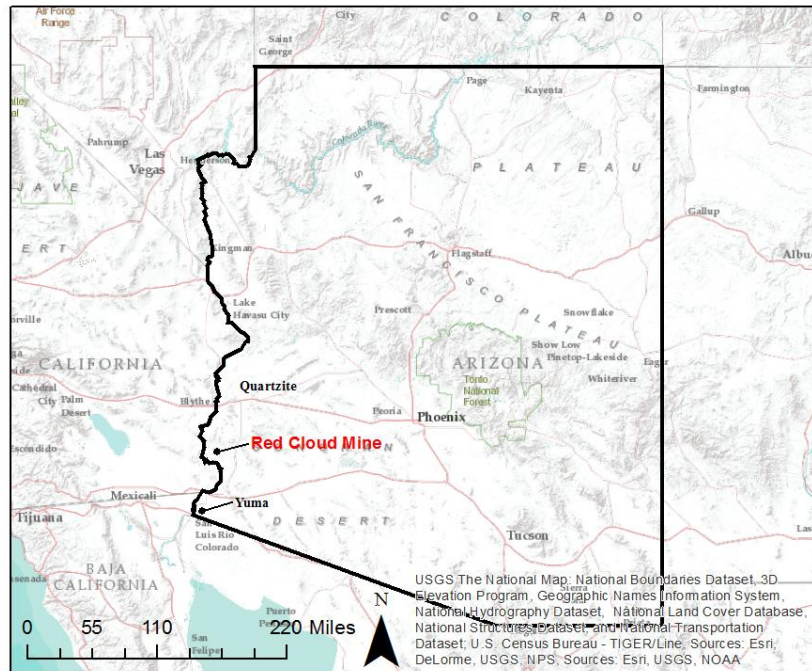 Air Force
Range
City
C O L O R A D O
Saint
George
Page
Kayenta
Farmington
Pahrump
Las
Vegas
Henderson
Colorado River
P L A T E A U
S A N F R A N C I S C O P L A T E A U
Gallup
Kingman
Flagstaff
Albu
Lake
Havasu City
Prescott
Snowflake
Show Low
Pinetop-Lakeside
Eagar
Whiteriver
CALIFORNIA
ARIZONA
Tonto
National
Forest
Quartzite
Cathedral
City
Palm
Desert
Blythe
Peoria
Phoenix
Escondido
Red Cloud Mine
Mexicali
Yuma
Tijuana
San
Luis Rio
Colorado
D E S E R T
Tucson
Las
BAJA
CALIFORNIA
Sierra
Puerto
San
Felipe
N
0 55 110 220 Miles
USGS The National Map: National Boundaries Dataset, 3D
Elevation Program, Geographic Names Information System,
National Hydrography Dataset, National Land Cover Database,
National Structures Dataset, and National Transportation
Dataset; U.S. Census Bureau - TIGER/Line, Sources: Esri,
DeLorme, USGS, NPS, Sources: Esri, USGS, NOAA